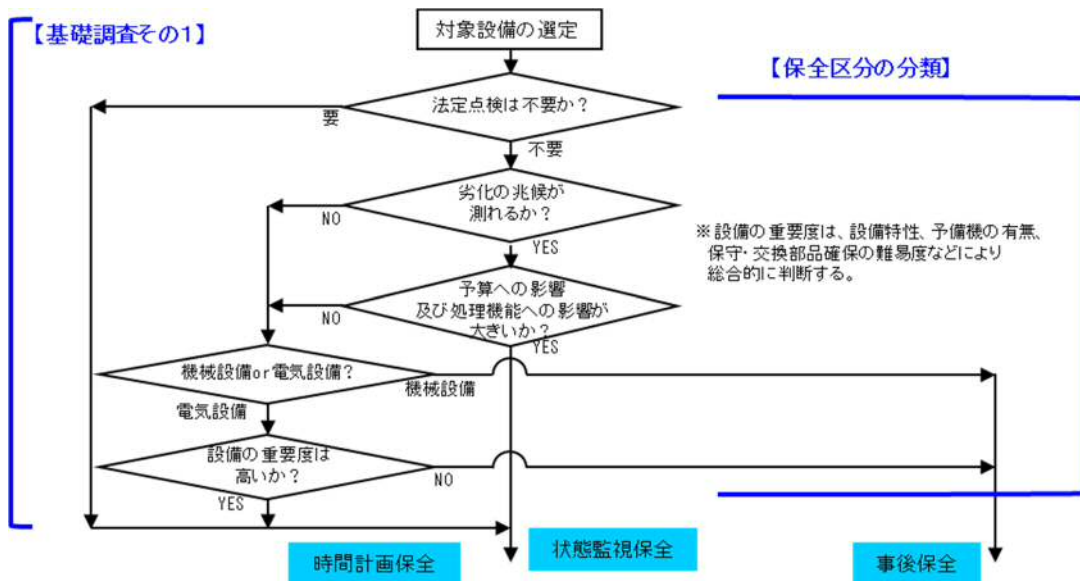 【基礎調査その1】
対象設備の選定
【保全区分の分類】
法定点検は不要か?
要
不要
劣化の兆候が
測れるか?
NO
YES
※設備の重要度は、設備特性、予備機の有無、
保守・交換部品確保の難易度などにより
総合的に判断する。
予算への影響
及び処理機能への影響が
大きいか?
NO
YES
機械設備or電気設備?
機械設備
電気設備
設備の重要度は
高いか?
NO
YES
時間計画保全
状態監視保全
事後保全